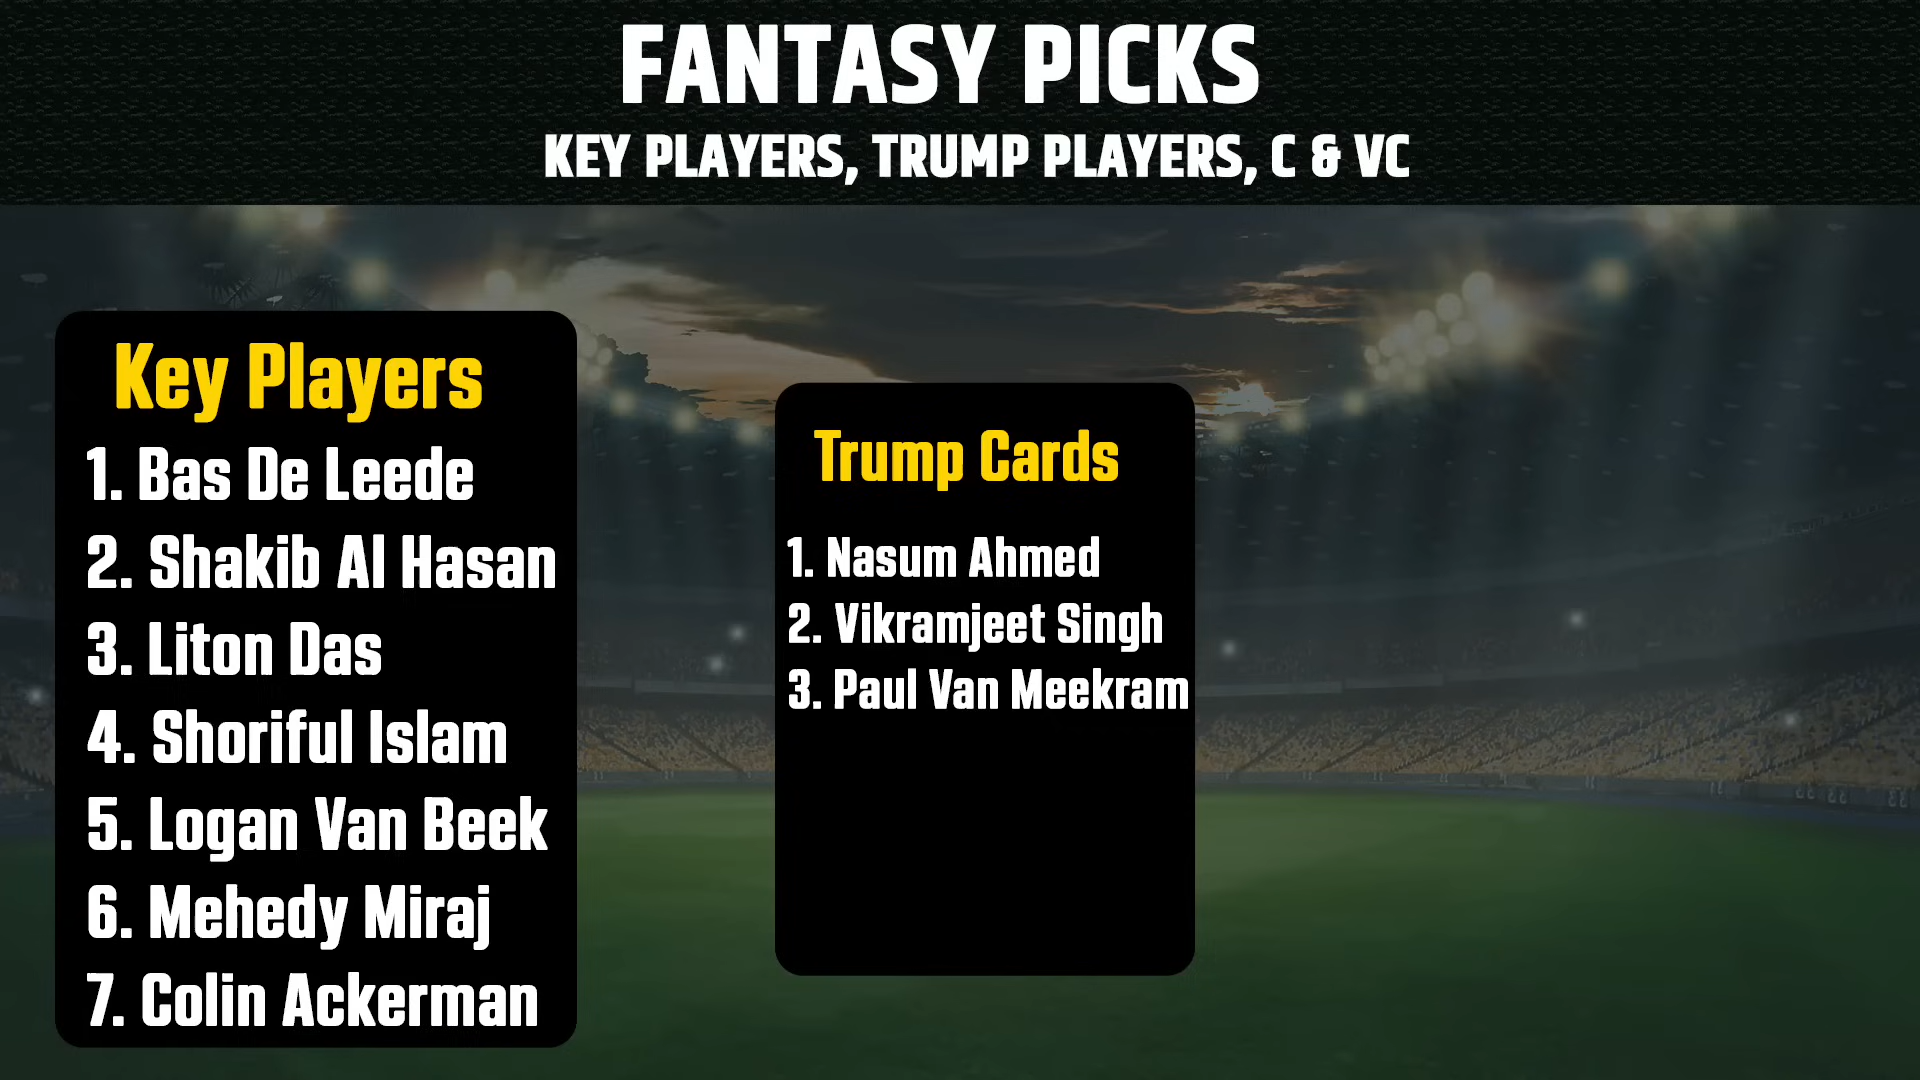 FANTASY PICKS
KEY PLAYERS, TRUMP PLAYERS, C & VC
Key Players
1. Bas De Leede
2. Shakib Al Hasan
3. Liton Das
4. Shoriful Islam
5. Logan Van Beek
6. Mehedy Miraj
7. Colin Ackerman
Trump Cards
1. Nasum Ahmed
2. Vikramjeet Singh
3. Paul Van Meekram